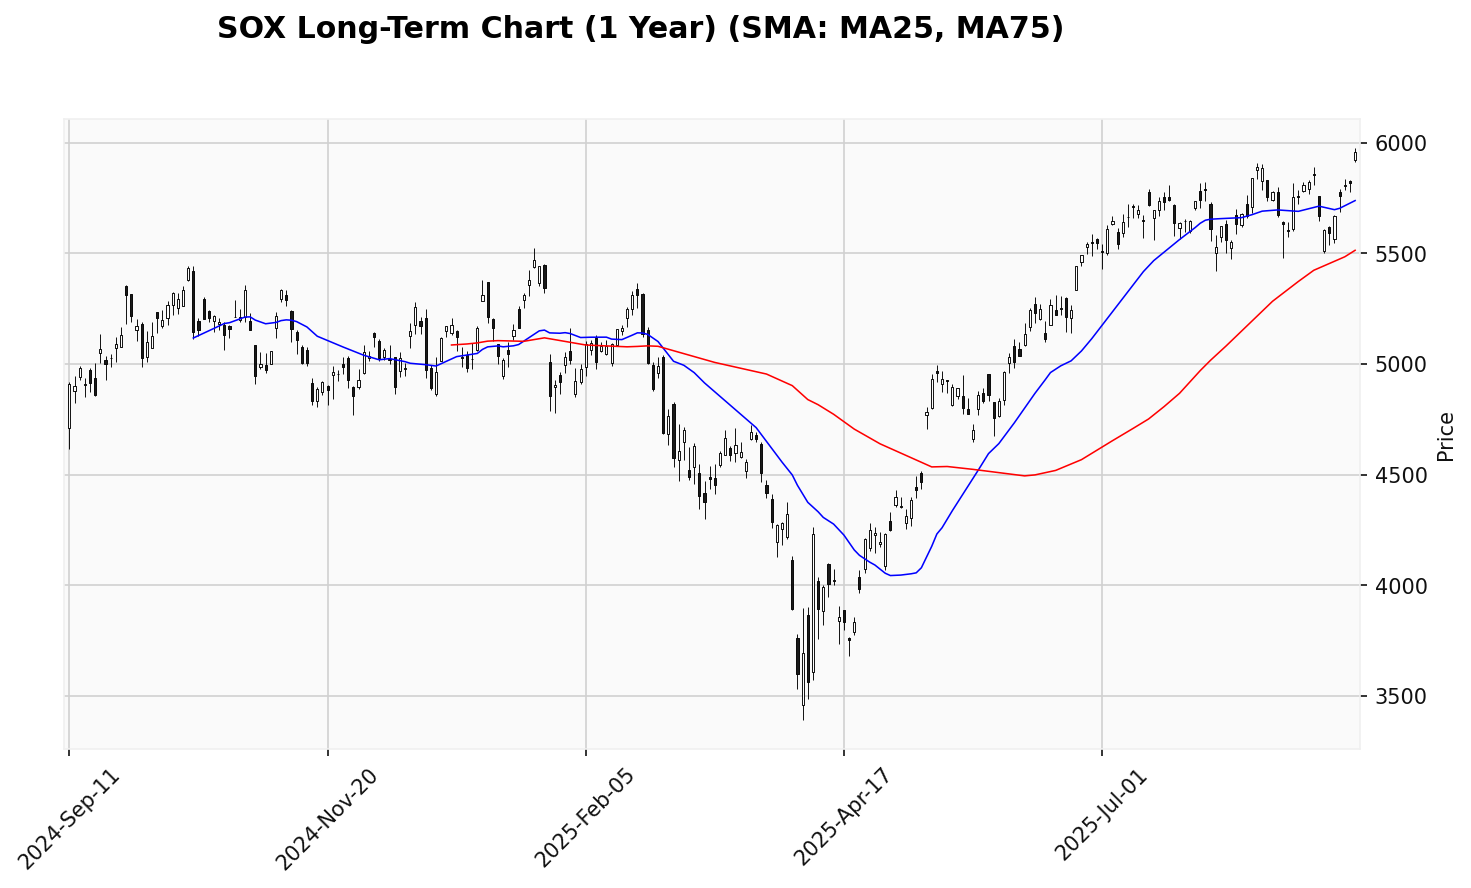 SOX Long-Term Chart (1 Year) (SMA: MA25, MA75)
6000
5500
5000
4500
4000
3500
Price
2024-Sep-11
2024-Nov-20
2025-Feb-05
2025-Apr-17
2025-Jul-01